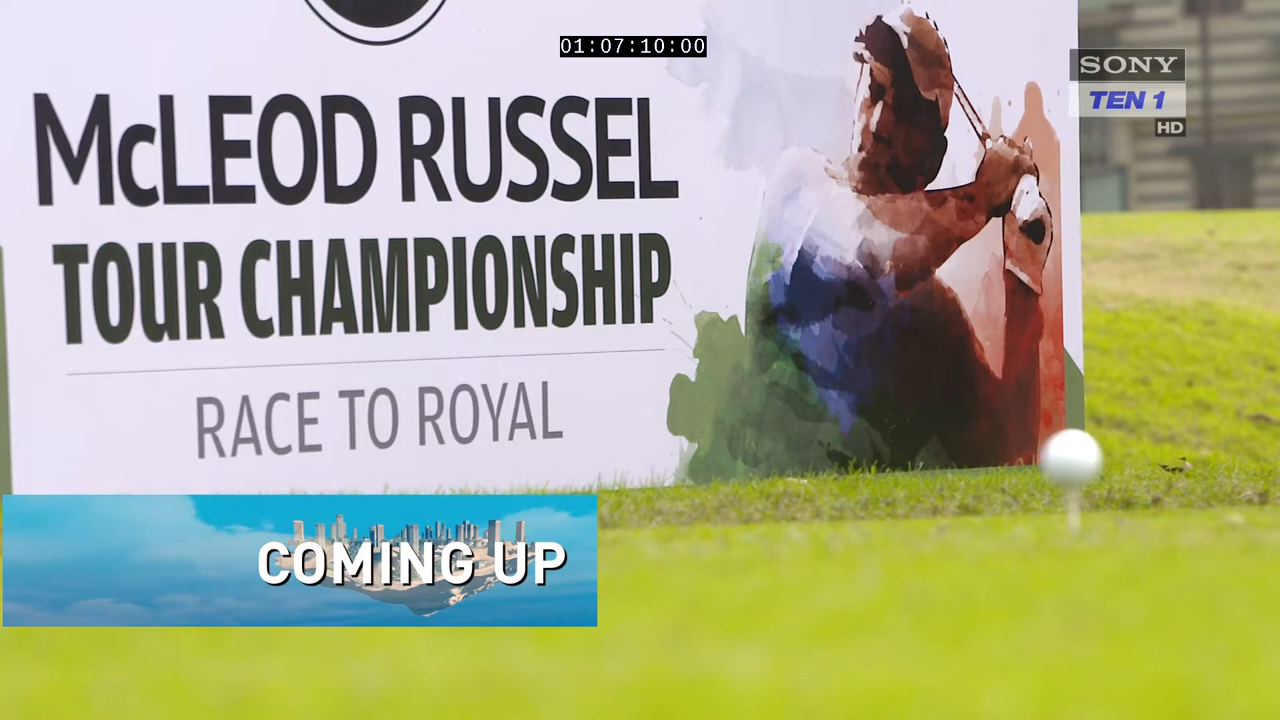 01:07:10:00
SONY
TEN 1
HD
McLEOD RUSSEL
TOUR CHAMPIONSHIP
RACE TO ROYAL
COMING UP